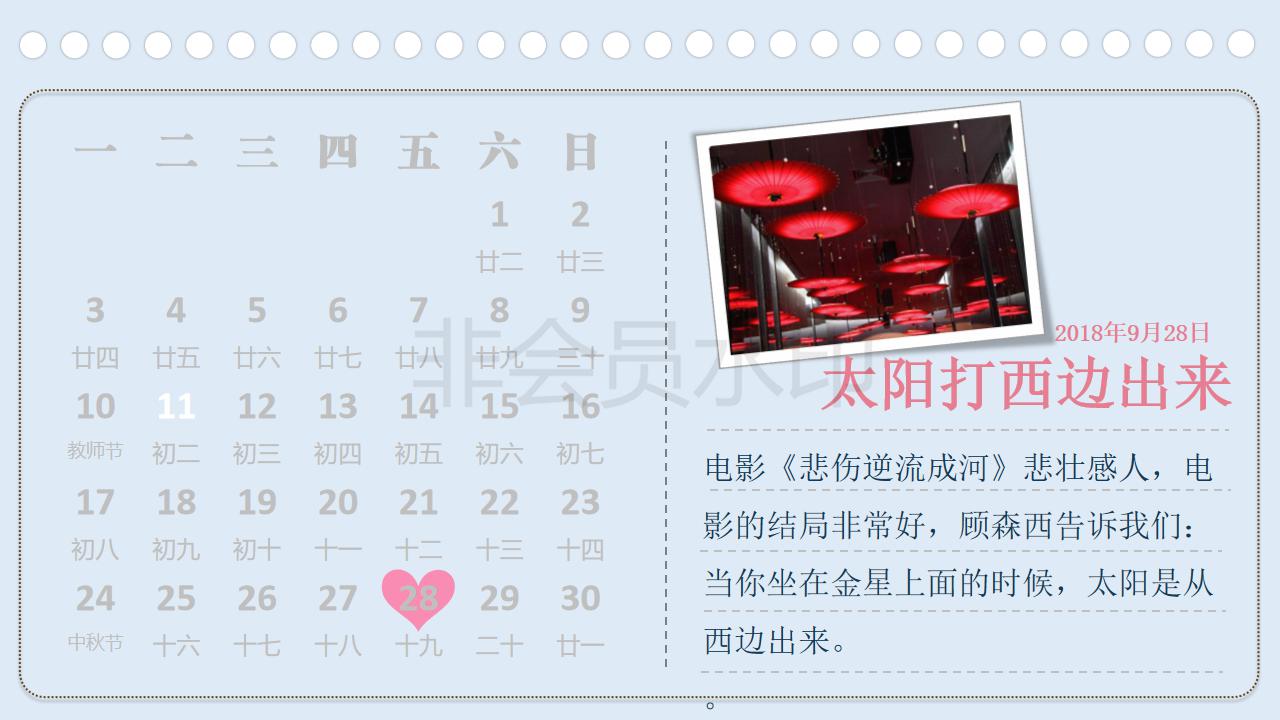 一 二 三 四 五 六 日
1 2
廿二 廿三
3 4 5 6 7 8 9
廿四 廿五 廿六 廿七 廿八 廿九 三十
10 11 12 13 14 15 16
教师节 初二 初三 初四 初五 初六 初七
17 18 19 20 21 22 23
初八 初九 初十 十一 十二 十三 十四
24 25 26 27 28 29 30
中秋节 十六 十七 十八 十九 二十 廿一
非会员水印
2018年9月28日
太阳打西边出来
电影《悲伤逆流成河》悲壮感人，电
影的结局非常好，顾森西告诉我们：
当你坐在金星上面的时候，太阳是从
西边出来。
。